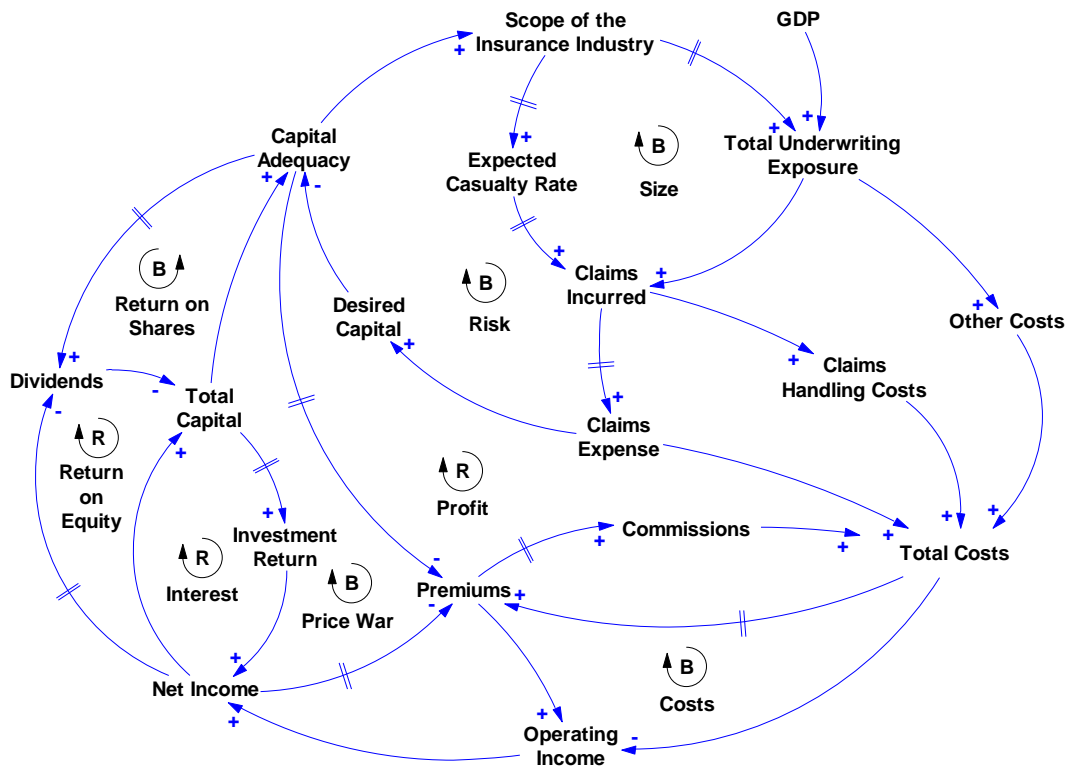 Scope of the
Insurance Industry
GDP
+
+
+
Capital
Adequacy
+
-
Expected
Casualty Rate
+
B
Size
Total Underwriting
Exposure
B
Return on
Shares
Desired
Capital
+
B
Risk
Claims
Incurred
+
+
Other Costs
+
Dividends
+
-
-
Total
Capital
+
Claims
Handling Costs
+
Claims
Expense
+
R
Return
on
Equity
R
Profit
Investment
Return
+
R
Interest
B
Price War
Premiums
-
-
+
Commissions
+
+
+
+
+
Total Costs
Net Income
+
+
B
Costs
Operating
Income
+
-